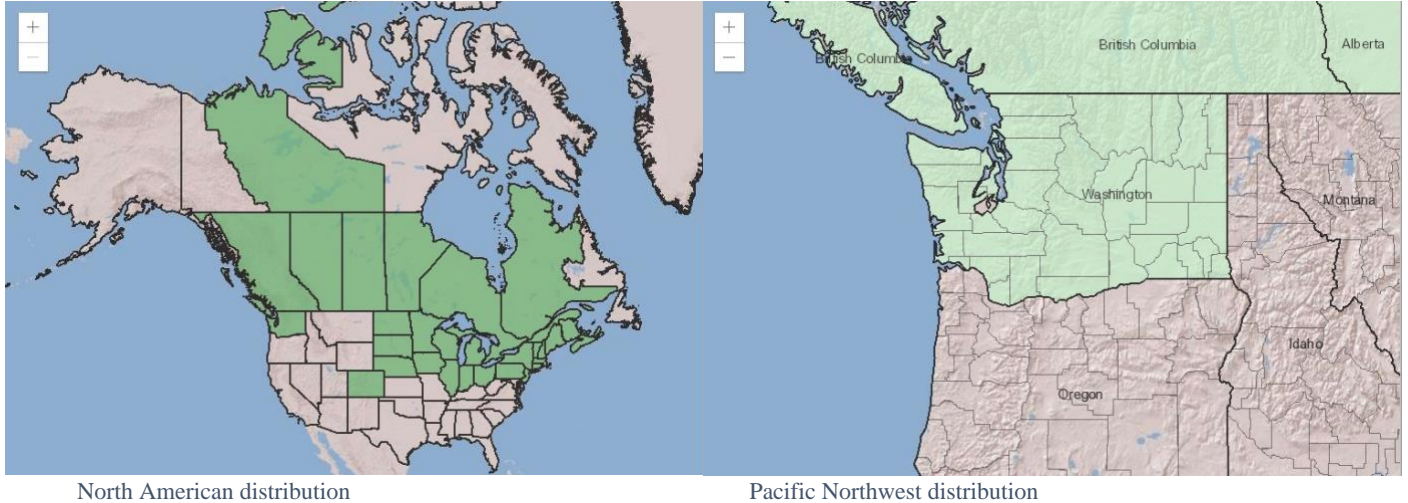 +
−
+
−
British Columbia
Alberta
British Columbia
Washington
Montana
Idaho
Oregon
North American distribution
Pacific Northwest distribution